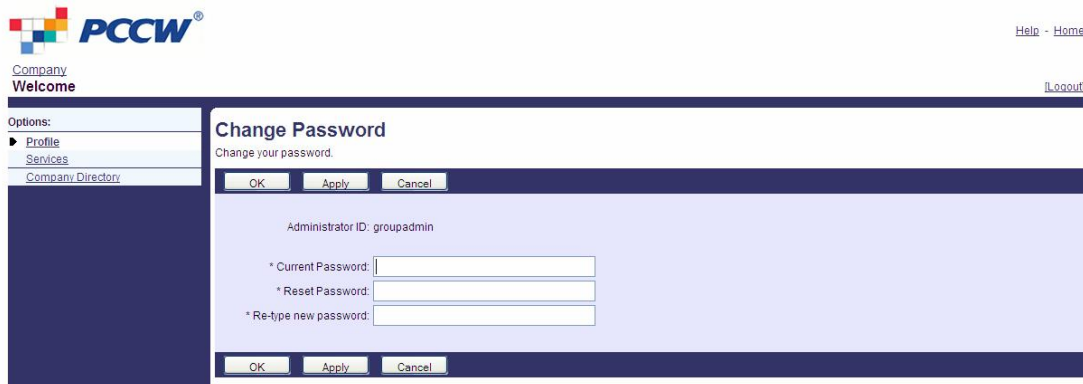 PCCW®
Help - Home
Company
Welcome
[Logout]
Options:
Profile
Services
Company Directory
Change Password
Change your password.
OK Apply Cancel
Administrator ID: groupadmin
* Current Password:
* Reset Password:
* Re-type new password:
OK Apply Cancel